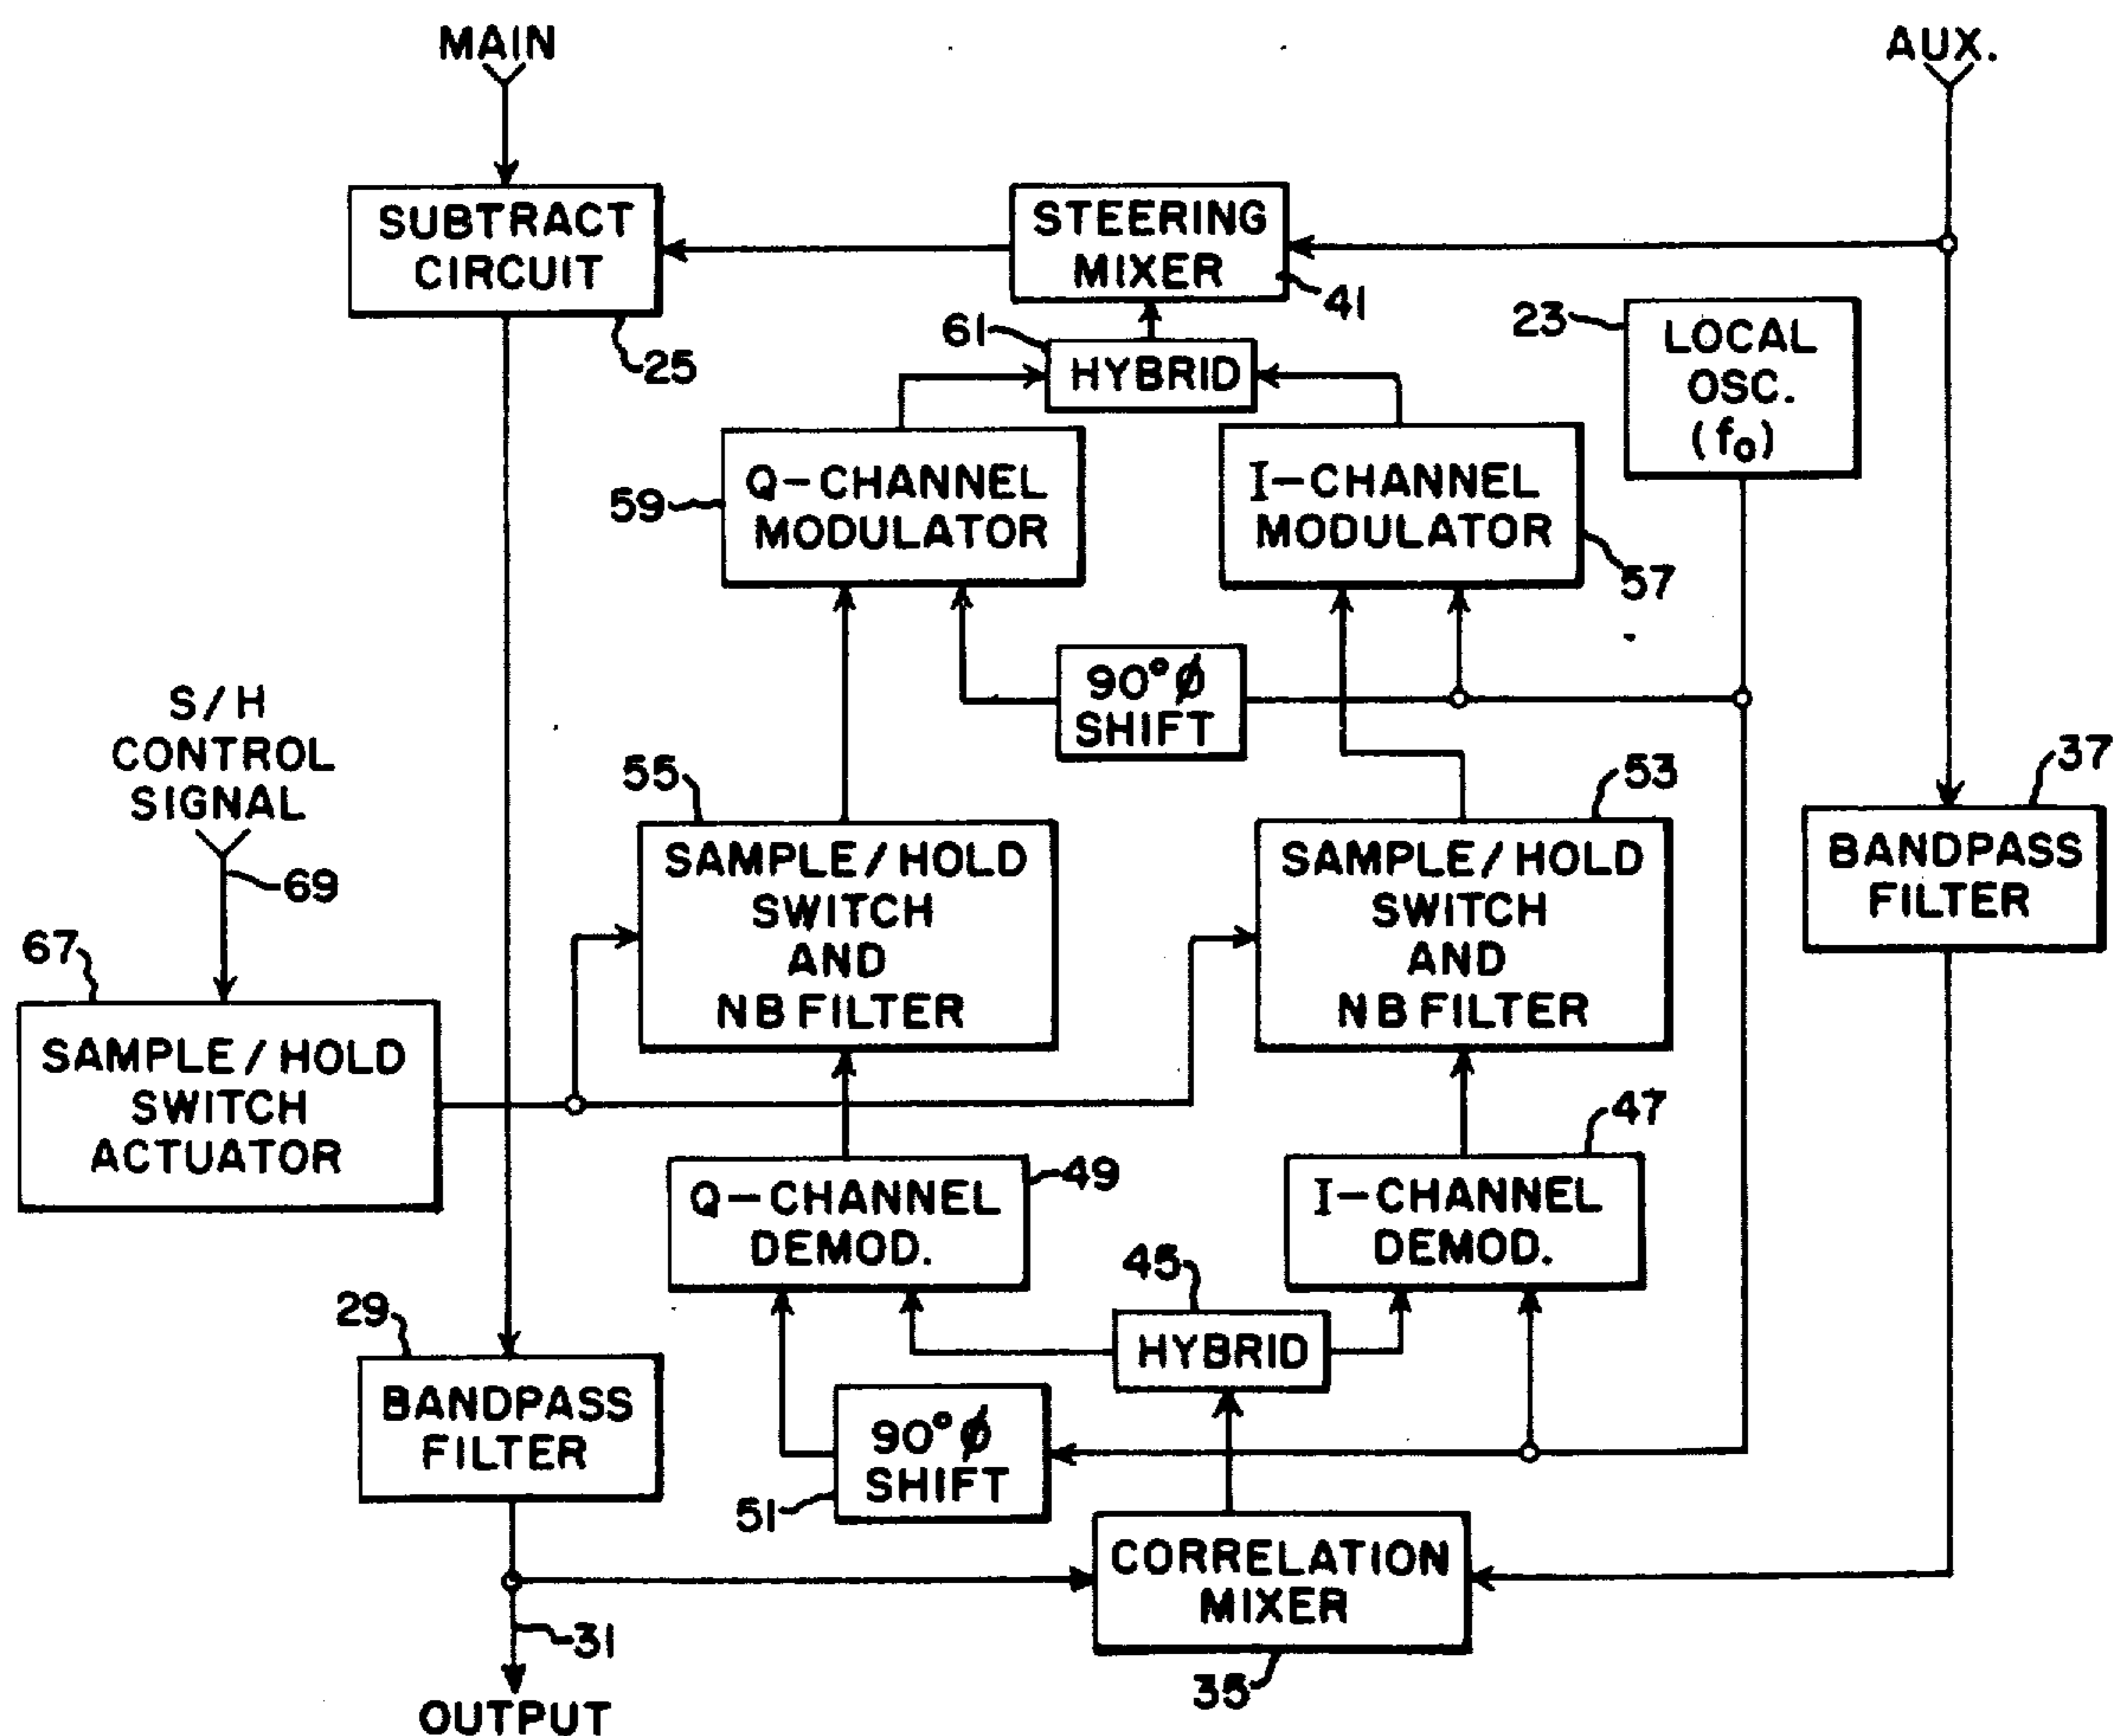 MAIN
AUX.
SUBTRACT
CIRCUIT
25
STEERING
MIXER
41
61
HYBRID
23
LOCAL
OSC.
(fo)
59
Q-CHANNEL
MODULATOR
I-CHANNEL
MODULATOR
57
90°ϕ
SHIFT
S/H
CONTROL
SIGNAL
69
55
SAMPLE/HOLD
SWITCH
AND
NB FILTER
53
SAMPLE/HOLD
SWITCH
AND
NB FILTER
37
BANDPASS
FILTER
67
SAMPLE/HOLD
SWITCH
ACTUATOR
49
Q-CHANNEL
DEMOD.
47
I-CHANNEL
DEMOD.
45
HYBRID
29
BANDPASS
FILTER
90°ϕ
SHIFT
51
CORRELATION
MIXER
35
31
OUTPUT